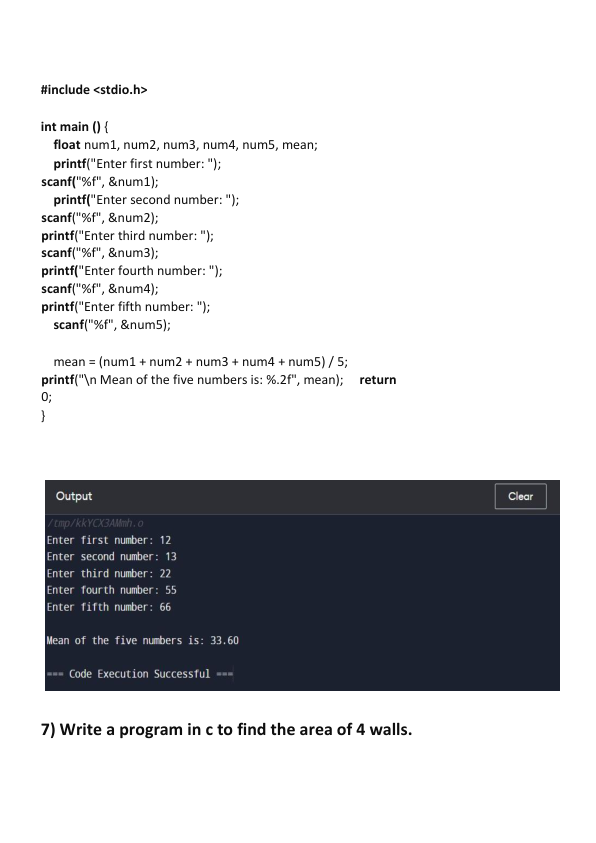 #include <stdio.h>
int main () {
float num1, num2, num3, num4, num5, mean;
printf("Enter first number: ");
scanf("%f", &num1);
printf("Enter second number: ");
scanf("%f", &num2);
printf("Enter third number: ");
scanf("%f", &num3);
printf("Enter fourth number: ");
scanf("%f", &num4);
printf("Enter fifth number: ");
scanf("%f", &num5);
mean = (num1 + num2 + num3 + num4 + num5) / 5;
printf("\n Mean of the five numbers is: %.2f", mean); return
0;
}
Output Clear
/tmp/kkYCX3AMmh.o
Enter first number: 12
Enter second number: 13
Enter third number: 22
Enter fourth number: 55
Enter fifth number: 66
Mean of the five numbers is: 33.60
=== Code Execution Successful ===
7) Write a program in c to find the area of 4 walls.